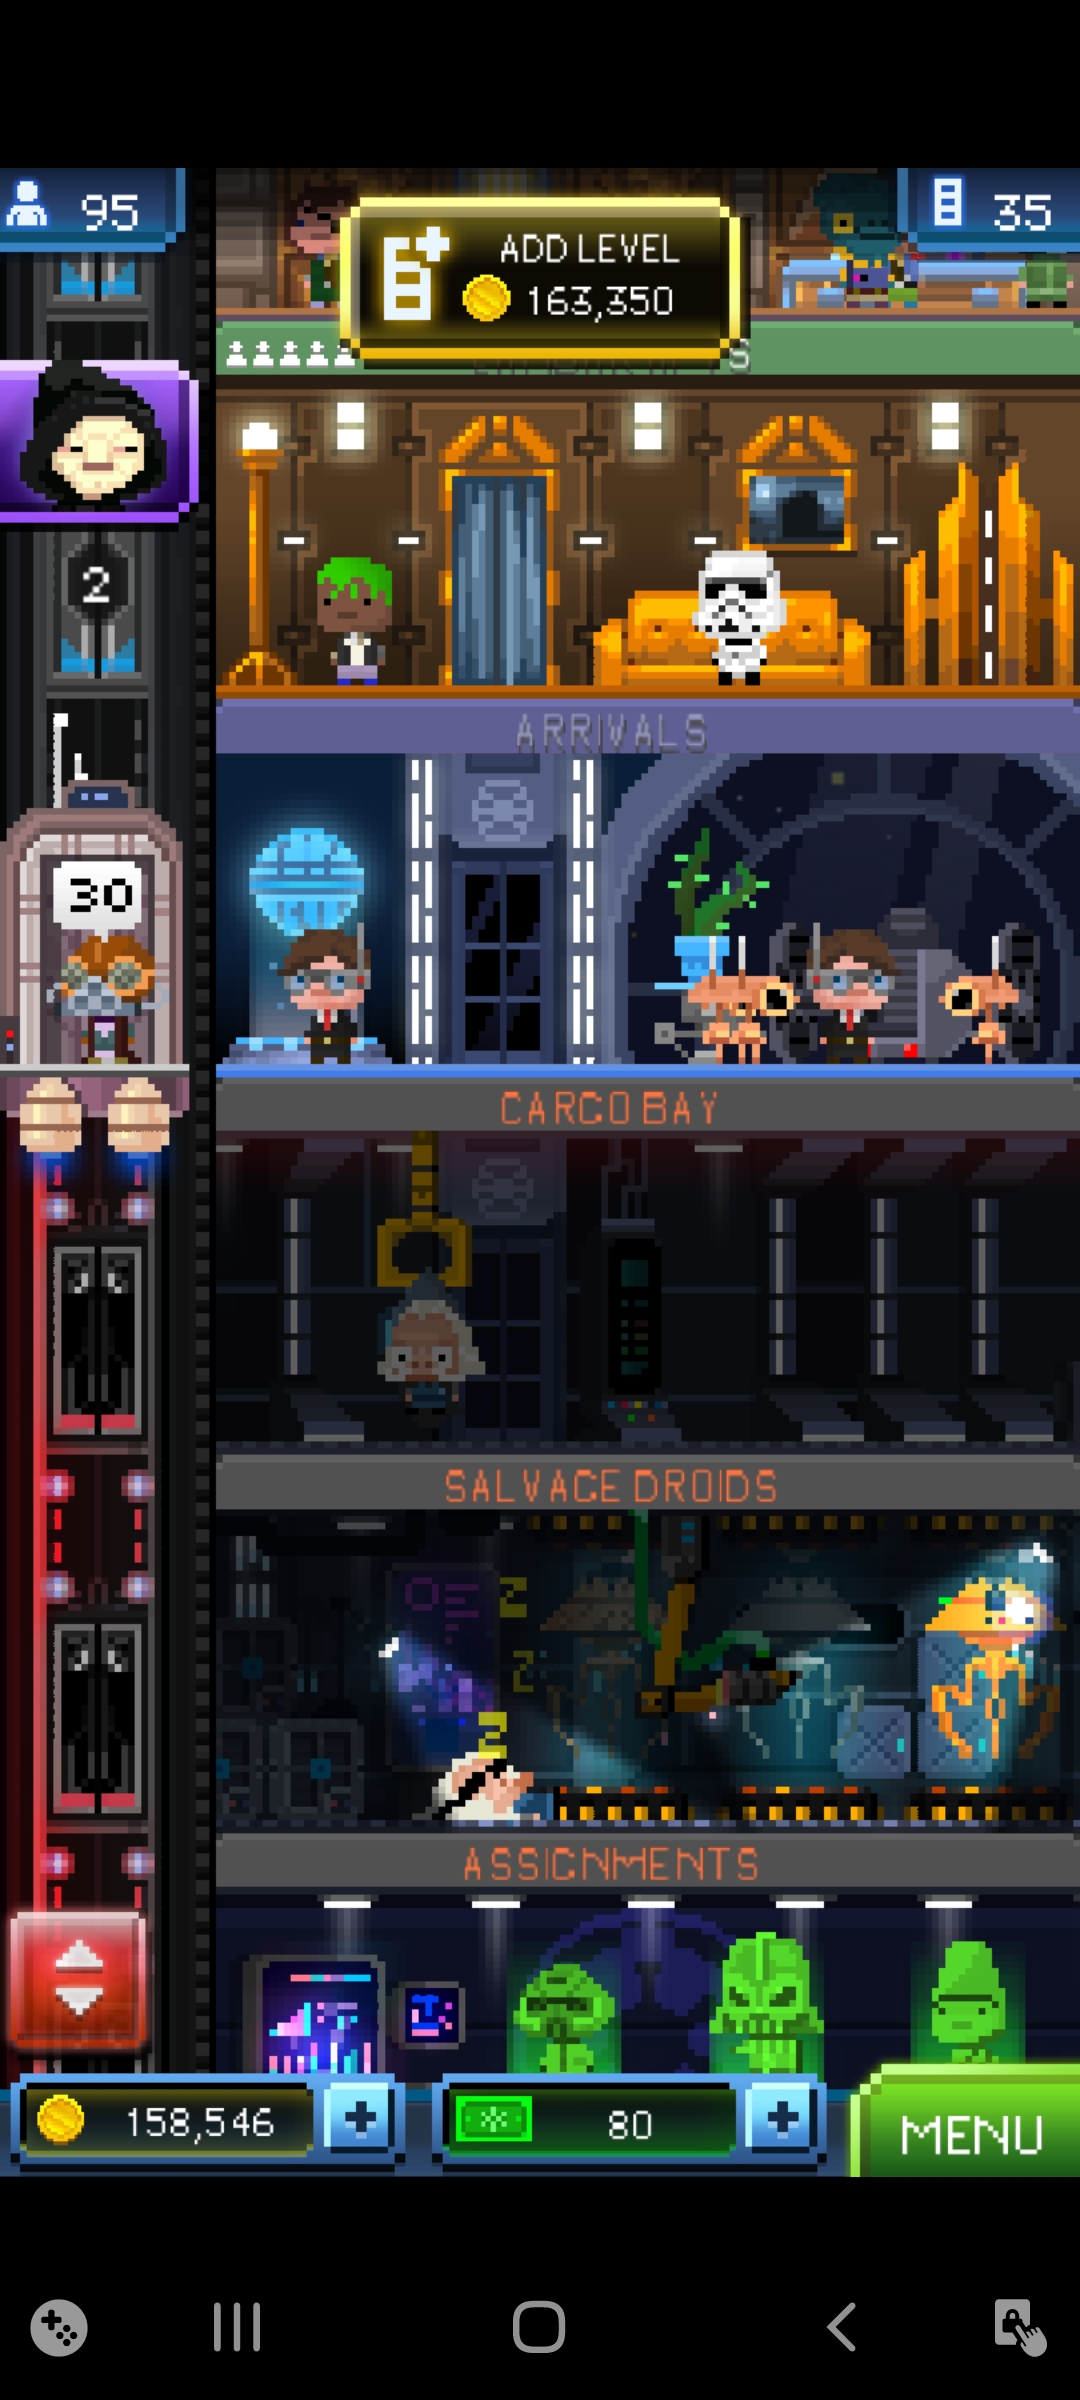 95
35
ADD LEVEL
163,350
S
2
ARRIVALS
30
CARGO BAY
SALVAGE DROIDS
Z
Z
Z
ASSIGNMENTS
158,546
80
MENU